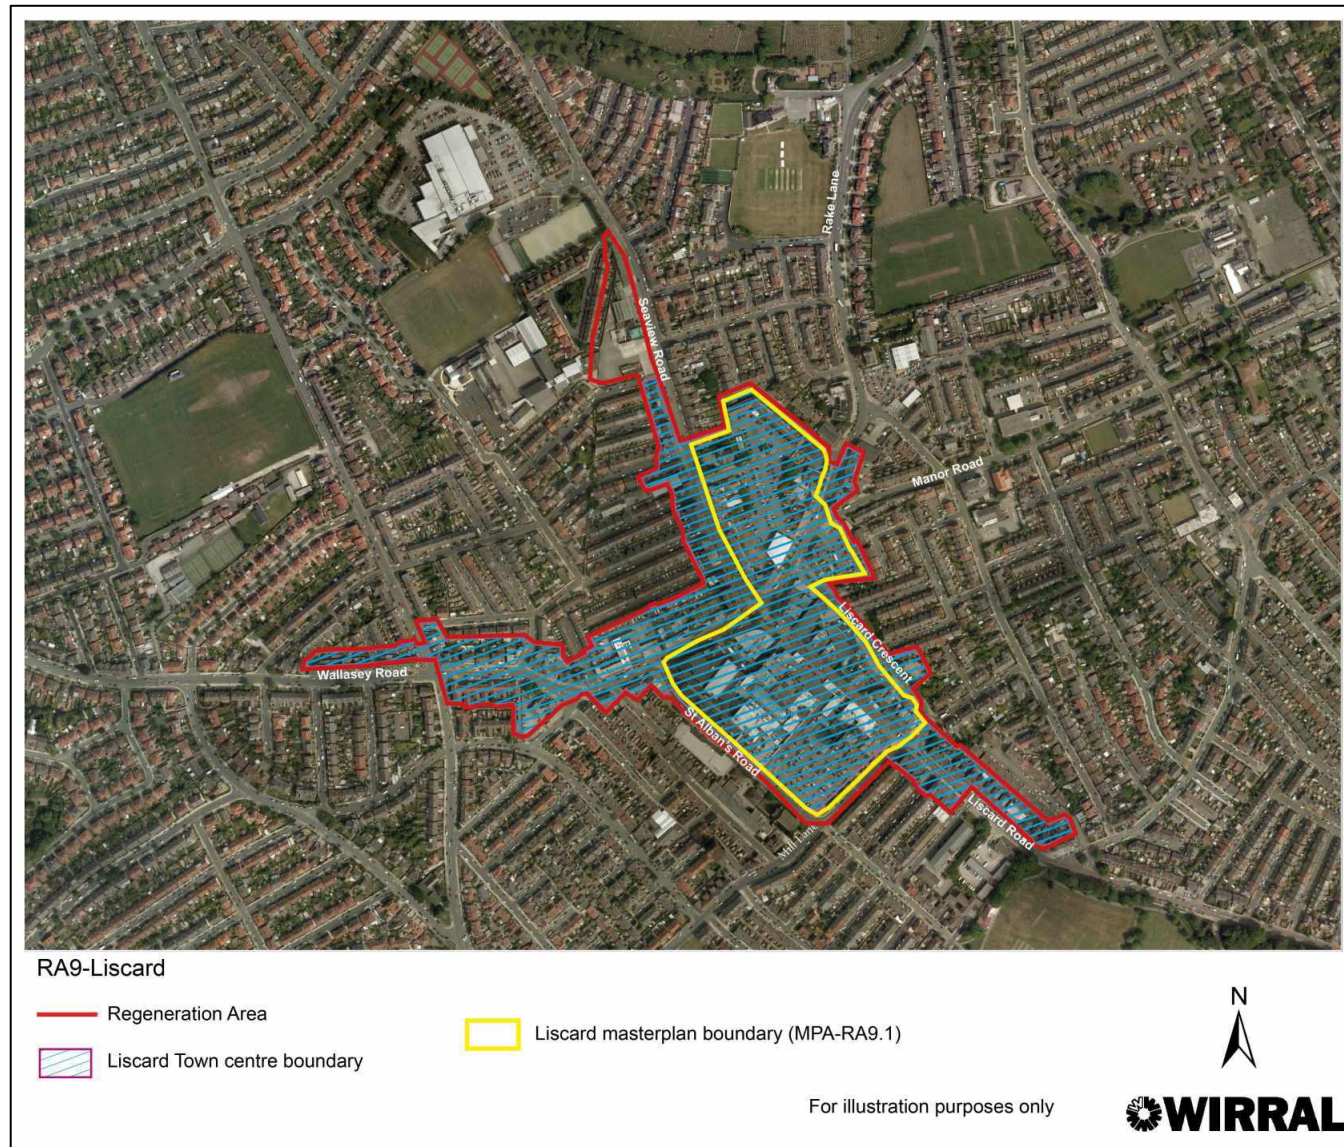 Rake Lane
Seaview Road
Manor Road
Liscard Crescent
Wallasey Road
St Alban's Road
Liscard Road
Mill Lane
RA9-Liscard
Regeneration Area
Liscard Town centre boundary
Liscard masterplan boundary (MPA-RA9.1)
N
For illustration purposes only
WIRRAL